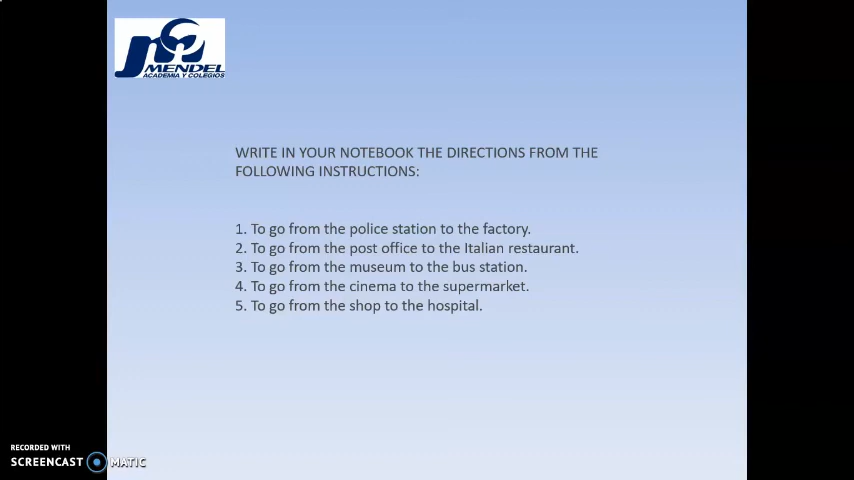 MENDEL
ACADEMIA Y COLEGIOS
WRITE IN YOUR NOTEBOOK THE DIRECTIONS FROM THE
FOLLOWING INSTRUCTIONS:
1. To go from the police station to the factory.
2. To go from the post office to the Italian restaurant.
3. To go from the museum to the bus station.
4. To go from the cinema to the supermarket.
5. To go from the shop to the hospital.
RECORDED WITH
SCREENCAST MATIC